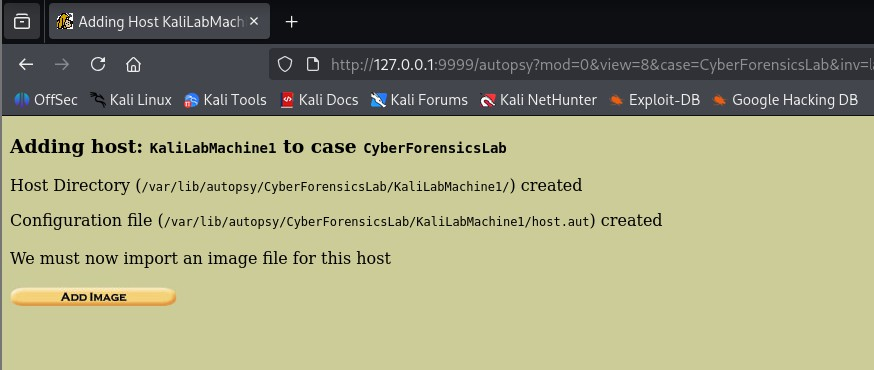 Adding Host KaliLabMach
http://127.0.0.1:9999/autopsy?mod=0&view=8&case=CyberForensicsLab&inv=l
OffSec Kali Linux Kali Tools Kali Docs Kali Forums Kali NetHunter Exploit-DB Google Hacking DB
Adding host: KaliLabMachine1 to case CyberForensicsLab
Host Directory (/var/lib/autopsy/CyberForensicsLab/KaliLabMachine1/) created
Configuration file (/var/lib/autopsy/CyberForensicsLab/KaliLabMachine1/host.aut) created
We must now import an image file for this host
ADD IMAGE